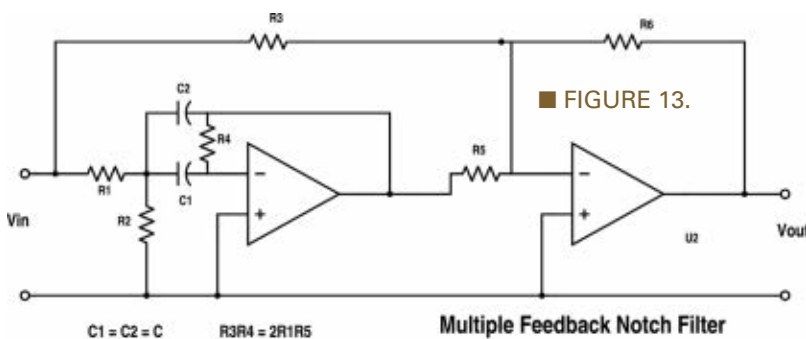 R3
R6
C2
■ FIGURE 13.
R4
R5
R1
C1
Vin
R2
U2
Vout
C1 = C2 = C
R3R4 = 2R1R5
Multiple Feedback Notch Filter